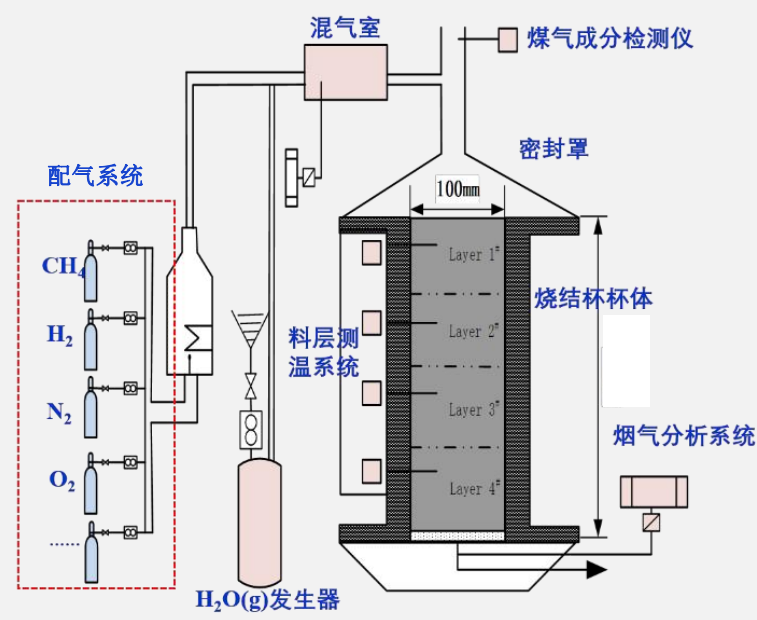 混气室
煤气成分检测仪
密封罩
配气系统
100mm
CH4
Layer 1#
烧结杯杯体
H2
料层测
温系统
Layer 2#
N2
Layer 3#
烟气分析系统
O2
Layer 4#
······
H2O(g)发生器